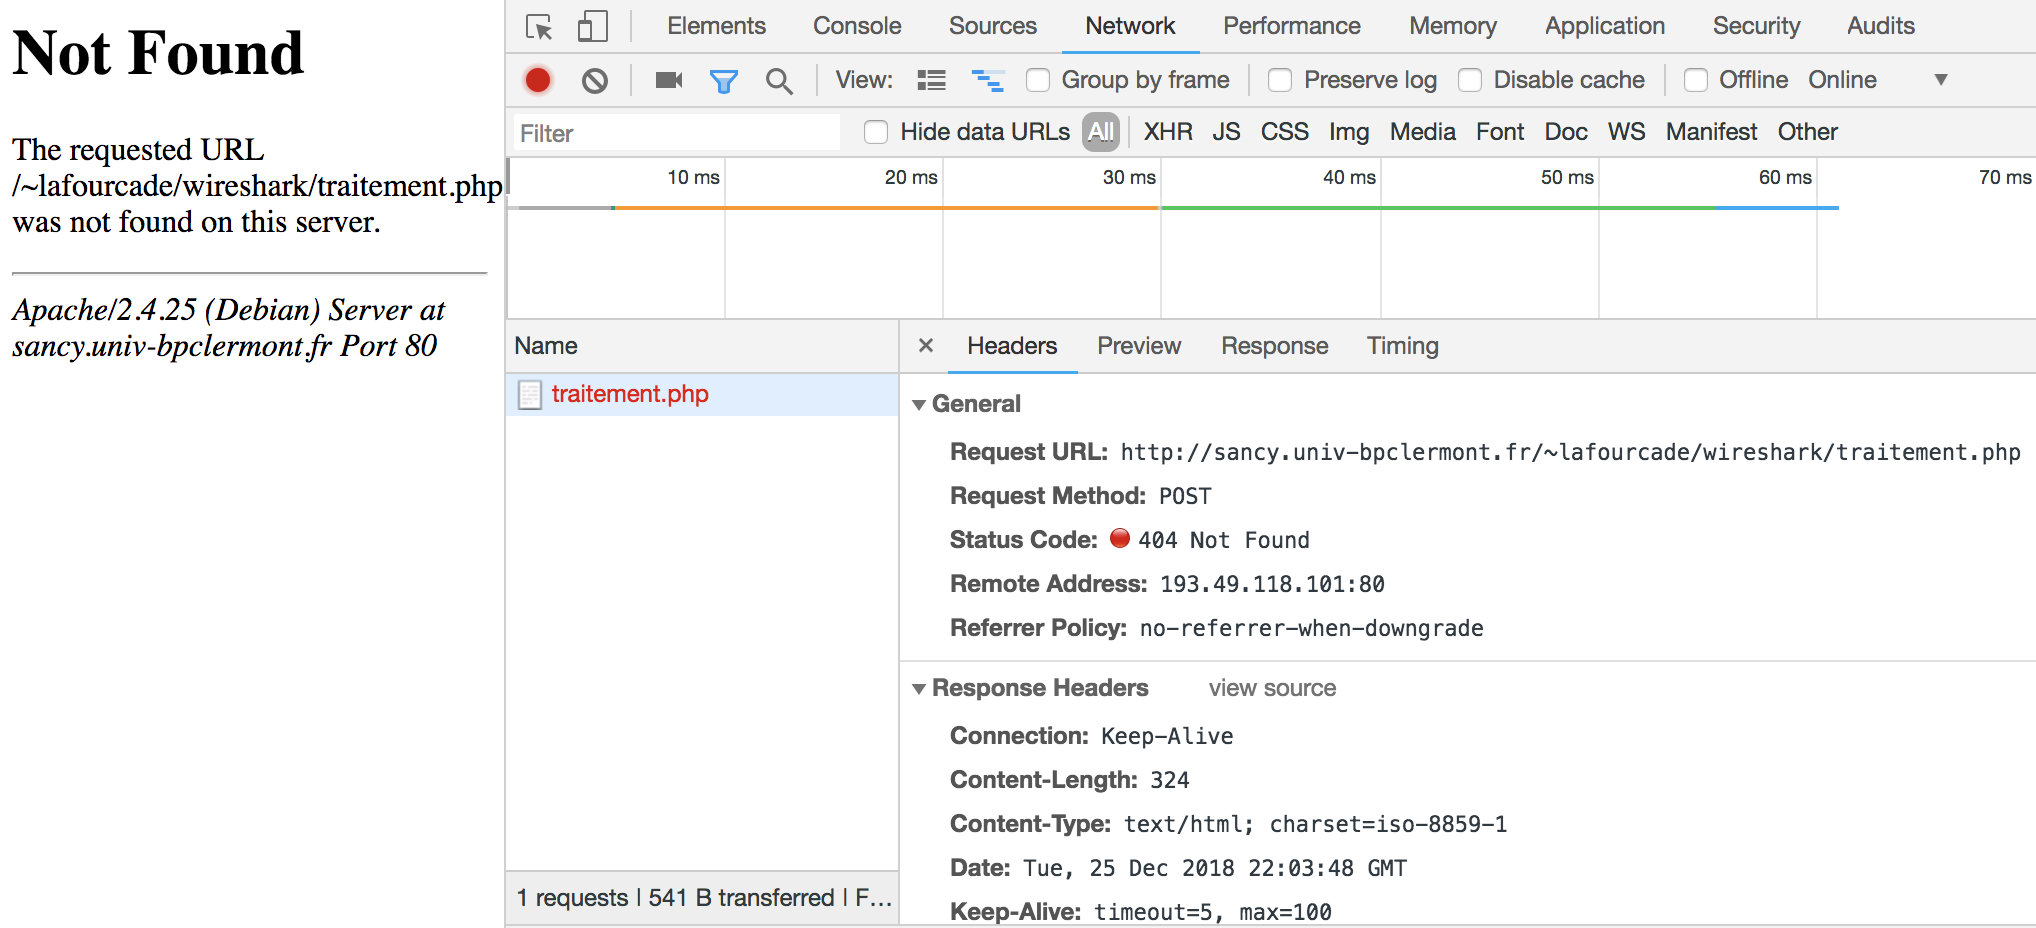 Not Found
The requested URL
/~lafourcade/wireshark/traitement.php
was not found on this server.
Apache/2.4.25 (Debian) Server at
sancy.univ-bpclermont.fr Port 80
Elements Console Sources Network Performance Memory Application Security Audits
View: Group by frame Preserve log Disable cache Offline Online
Filter Hide data URLs All XHR JS CSS Img Media Font Doc WS Manifest Other
10 ms 20 ms 30 ms 40 ms 50 ms 60 ms 70 ms
Name
traitement.php
1 requests | 541 B transferred | F…
× Headers Preview Response Timing
General
Request URL: http://sancy.univ-bpclermont.fr/~lafourcade/wireshark/traitement.php
Request Method: POST
Status Code: 404 Not Found
Remote Address: 193.49.118.101:80
Referrer Policy: no-referrer-when-downgrade
Response Headers view source
Connection: Keep-Alive
Content-Length: 324
Content-Type: text/html; charset=iso-8859-1
Date: Tue, 25 Dec 2018 22:03:48 GMT
Keep-Alive: timeout=5, max=100